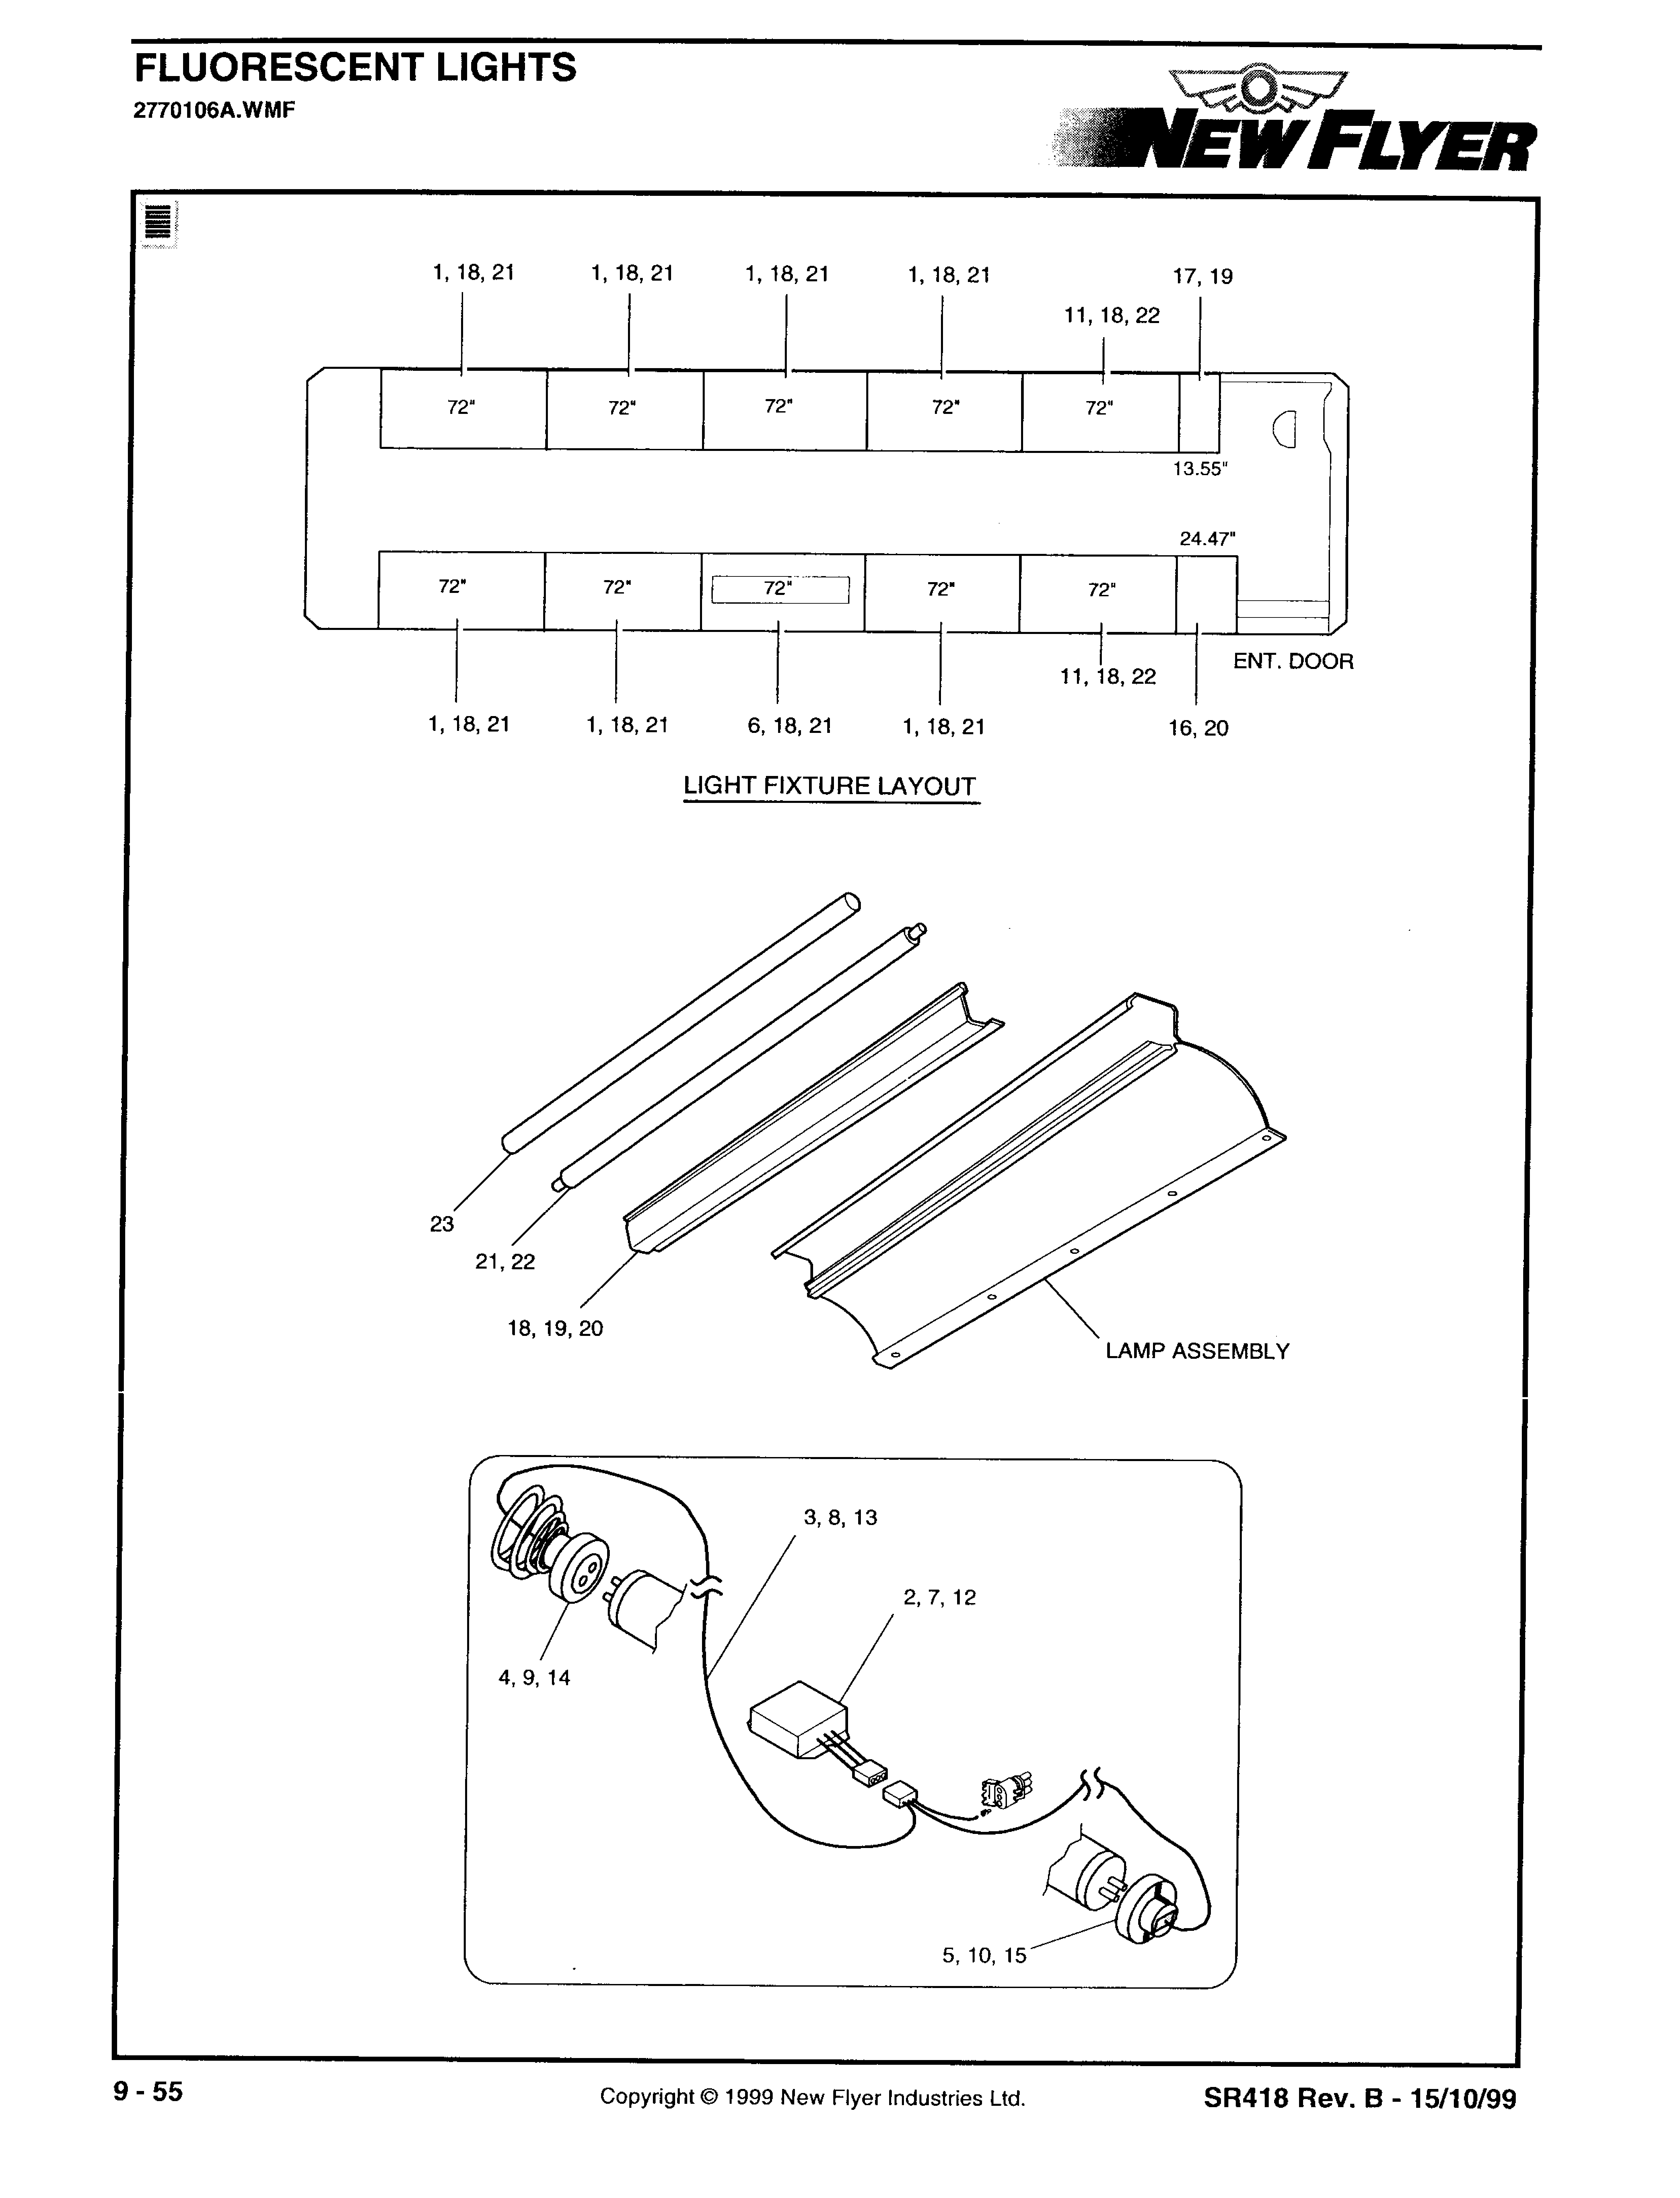 FLUORESCENT LIGHTS
2770106A.WMF
NEW FLYER
1, 18, 21
1, 18, 21
1, 18, 21
1, 18, 21
17, 19
11, 18, 22
72"
72"
72"
72"
72"
13.55"
24.47"
72"
72"
72"
72"
72"
ENT. DOOR
11, 18, 22
1, 18, 21
1, 18, 21
6, 18, 21
1, 18, 21
16, 20
LIGHT FIXTURE LAYOUT
23
21, 22
18, 19, 20
LAMP ASSEMBLY
3, 8, 13
2, 7, 12
4, 9, 14
5, 10, 15
9 - 55
Copyright © 1999 New Flyer Industries Ltd.
SR418 Rev. B - 15/10/99